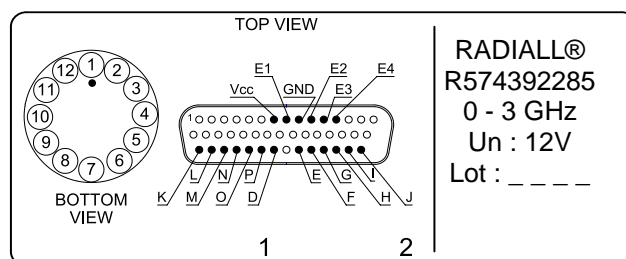 TOP VIEW
1
2
3
4
5
6
7
8
9
10
11
12
BOTTOM
VIEW
E1
E2
Vcc
GND
E3
E4
1
L
N
P
E
G
I
K
M
O
D
F
H
J
1
2
RADIALL®
R574392285
0 - 3 GHz
Un : 12V
Lot : _ _ _ _